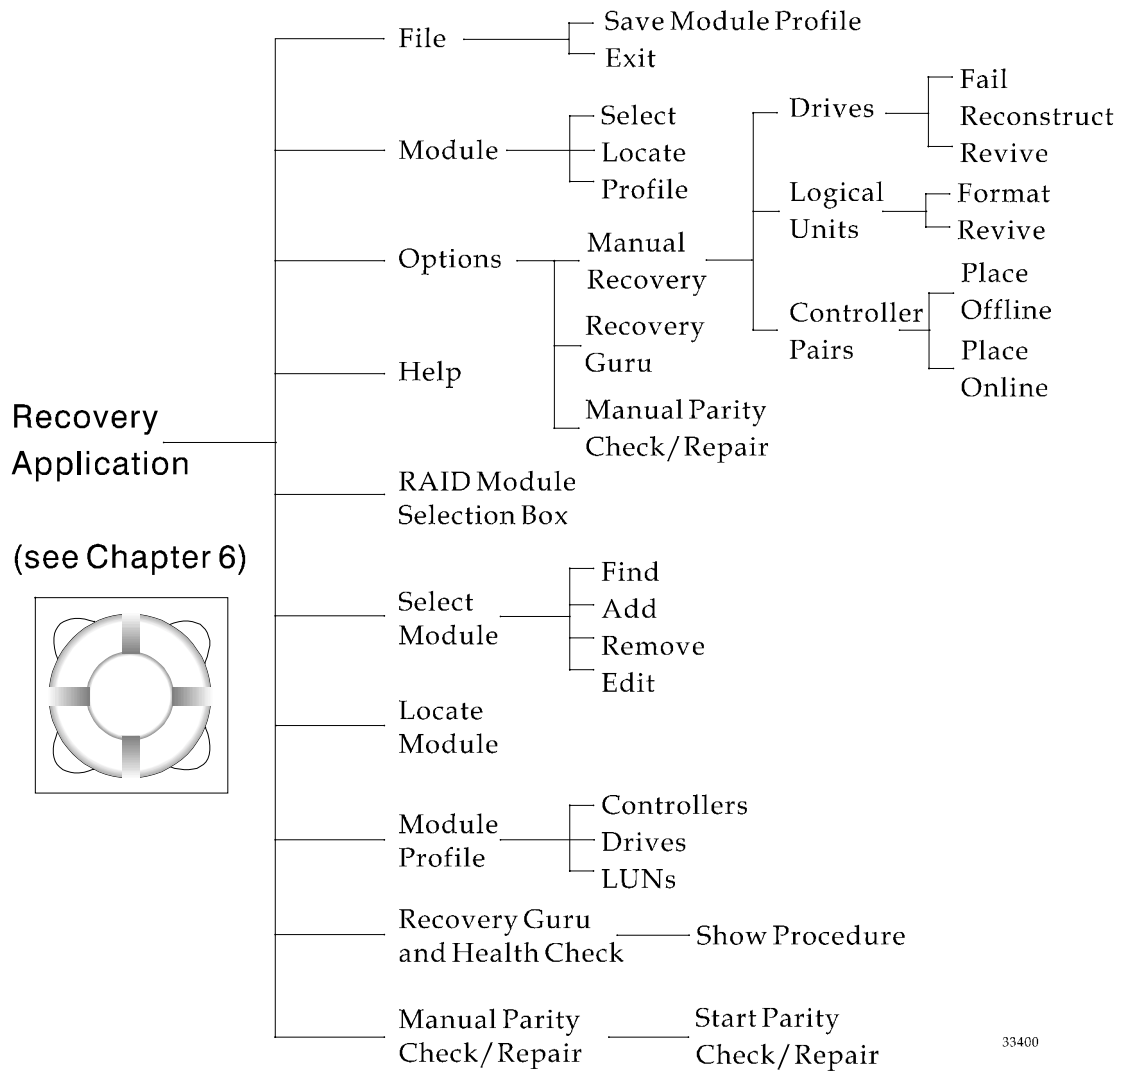 Recovery
Application
(see Chapter 6)
File
Save Module Profile
Exit
Module
Select
Locate
Profile
Options
Manual
Recovery
Drives
Fail
Reconstruct
Revive
Logical
Units
Format
Revive
Controller
Pairs
Place
Offline
Place
Online
Recovery
Guru
Manual Parity
Check/Repair
Help
RAID Module
Selection Box
Select
Module
Find
Add
Remove
Edit
Locate
Module
Module
Profile
Controllers
Drives
LUNs
Recovery Guru
and Health Check
Show Procedure
Manual Parity
Check/Repair
Start Parity
Check/Repair
33400